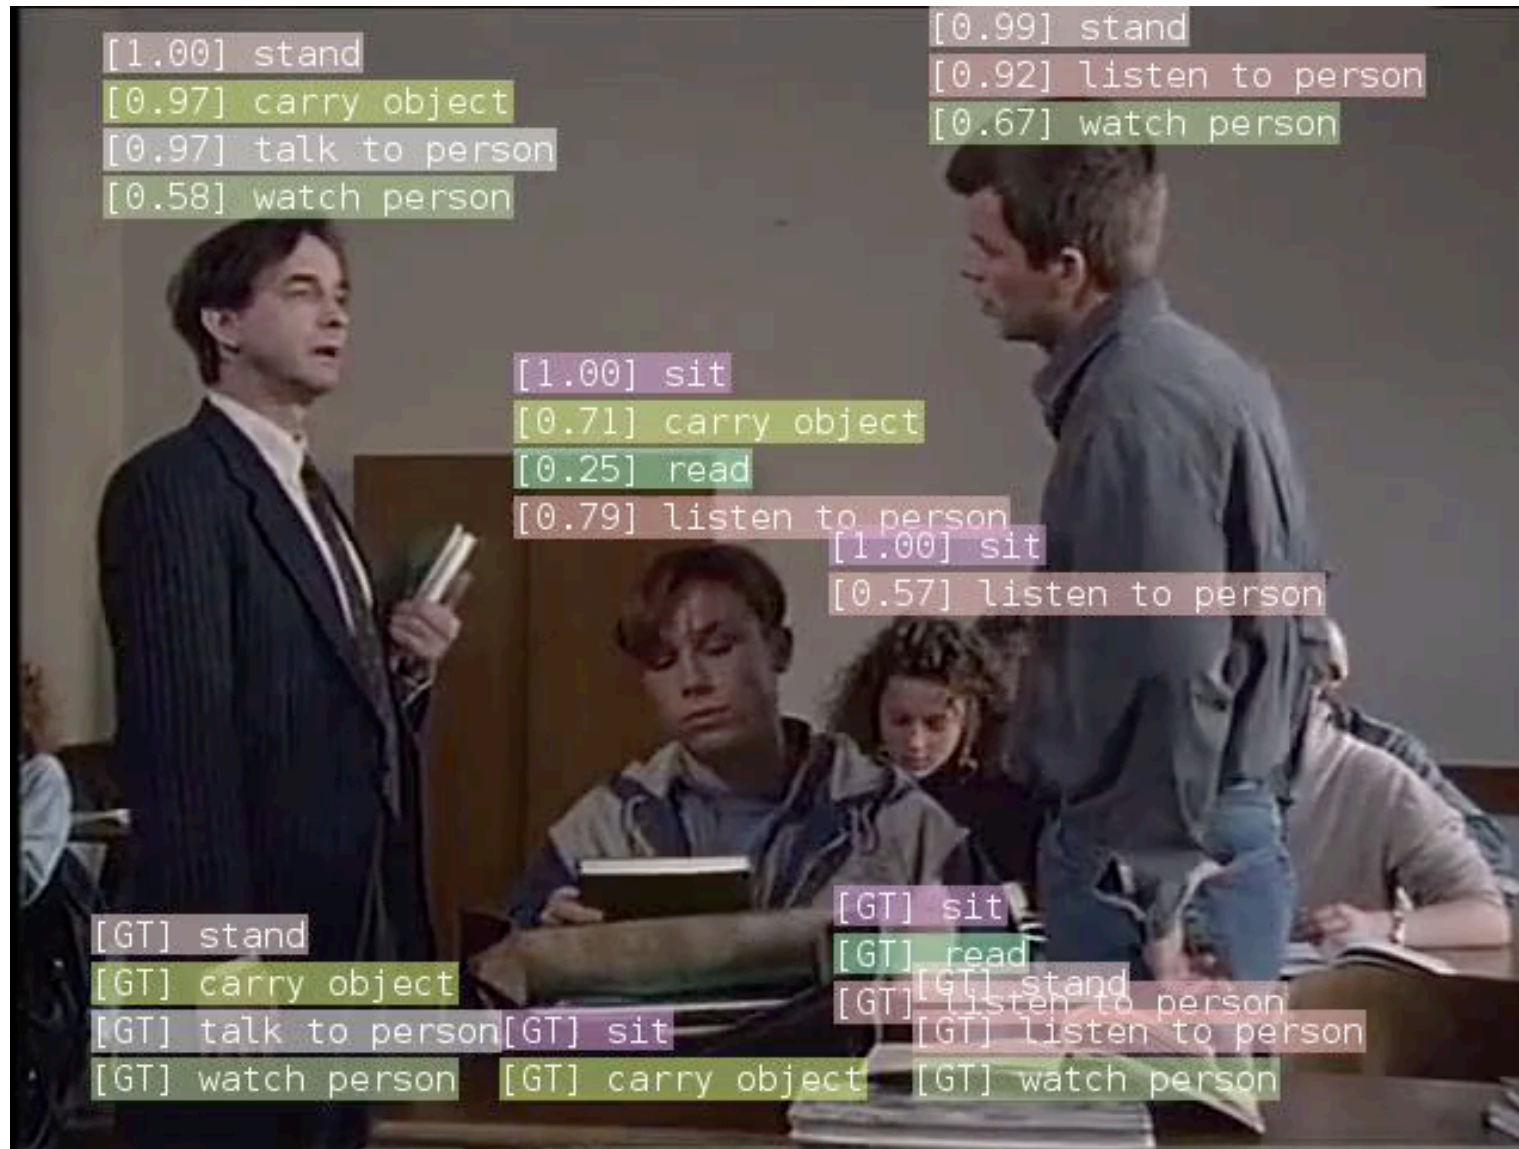 [1.00] stand
[0.97] carry object
[0.97] talk to person
[0.58] watch person
[0.99] stand
[0.92] listen to person
[0.67] watch person
[1.00] sit
[0.71] carry object
[0.25] read
[0.79] listen to person
[1.00] sit
[0.57] listen to person
[GT] stand
[GT] carry object
[GT] talk to person
[GT] watch person
[GT] sit
[GT] carry object
[GT] sit
[GT] read
[GT] listen to person
[GT] stand
[GT] listen to person
[GT] watch person